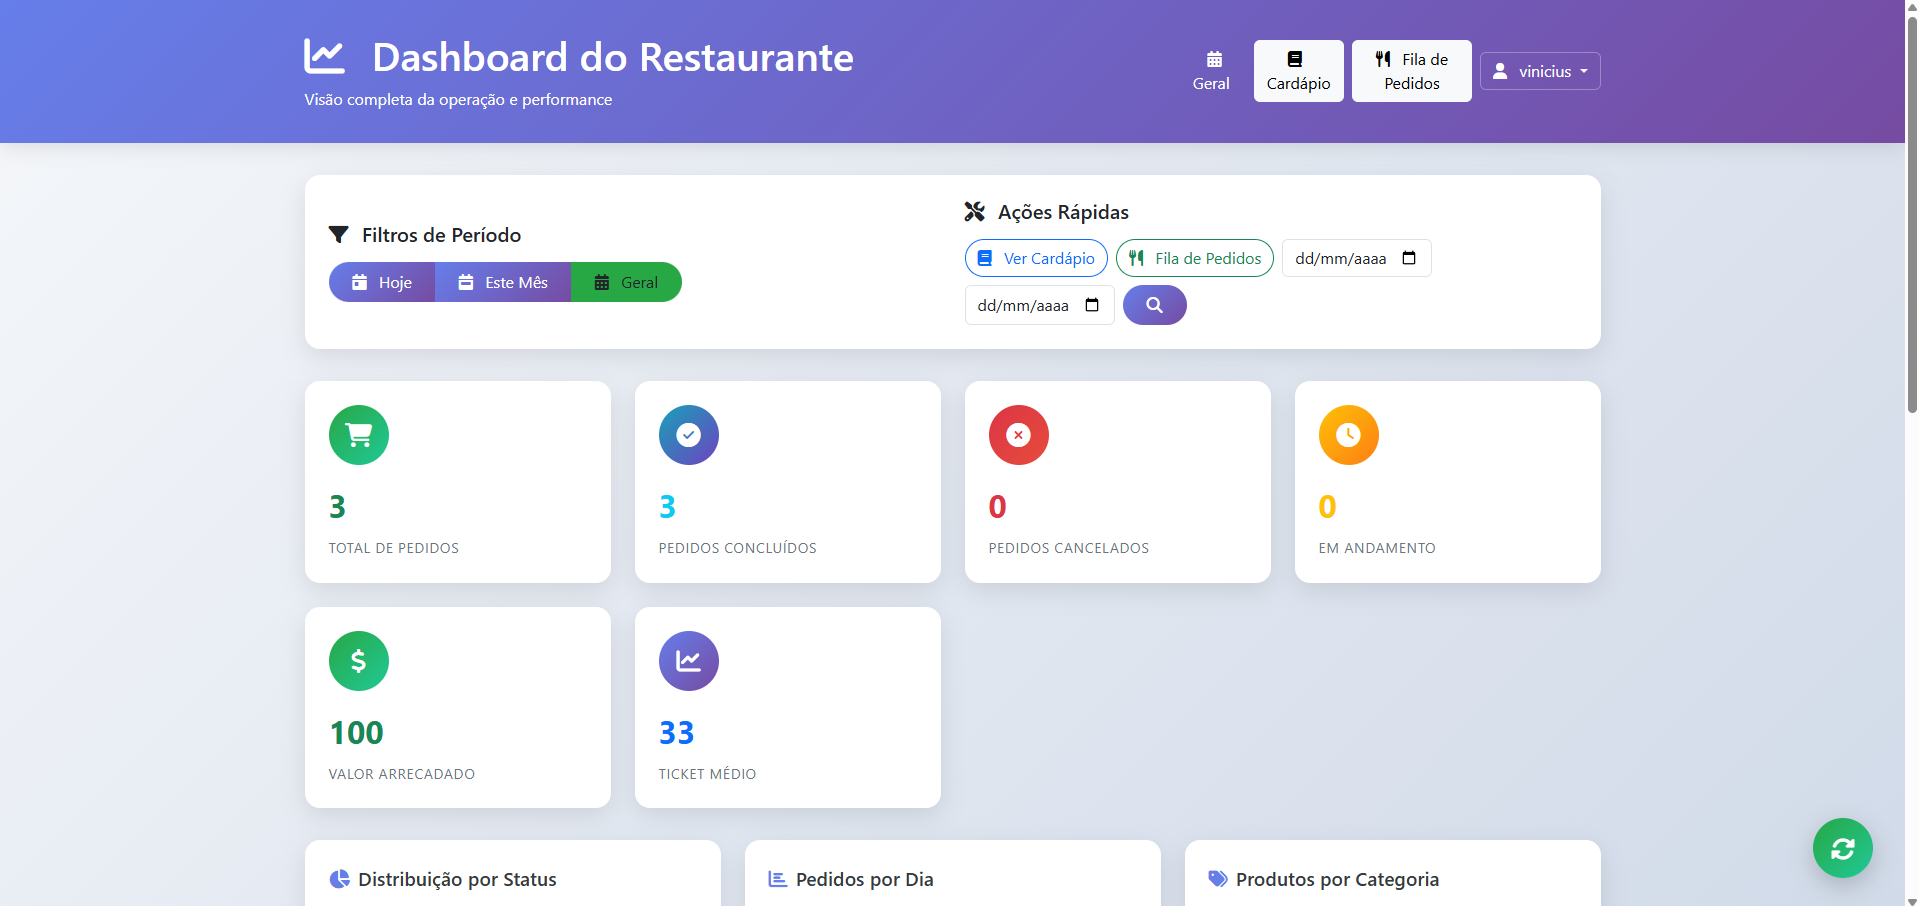 Dashboard do Restaurante
Visão completa da operação e performance
Geral
Cardápio
Fila de
Pedidos
vinicius
Filtros de Período
Hoje
Este Mês
Geral
Ações Rápidas
Ver Cardápio
Fila de Pedidos
dd/mm/aaaa
dd/mm/aaaa
3
TOTAL DE PEDIDOS
3
PEDIDOS CONCLUÍDOS
0
PEDIDOS CANCELADOS
0
EM ANDAMENTO
100
VALOR ARRECADADO
33
TICKET MÉDIO
Distribuição por Status
Pedidos por Dia
Produtos por Categoria